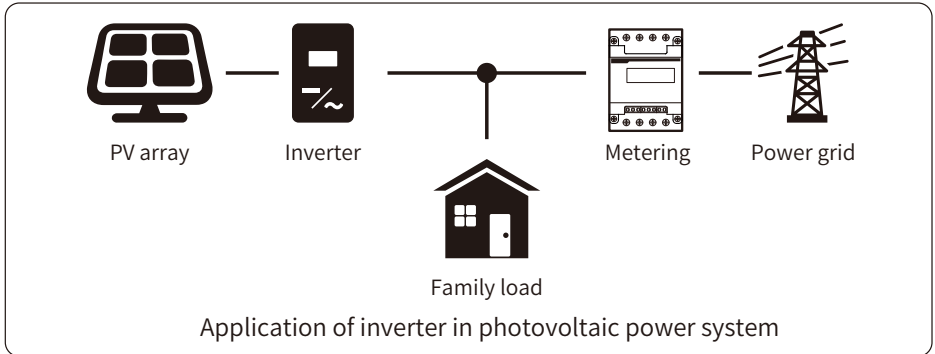 PV array
Inverter
Metering
Power grid
Family load
Application of inverter in photovoltaic power system